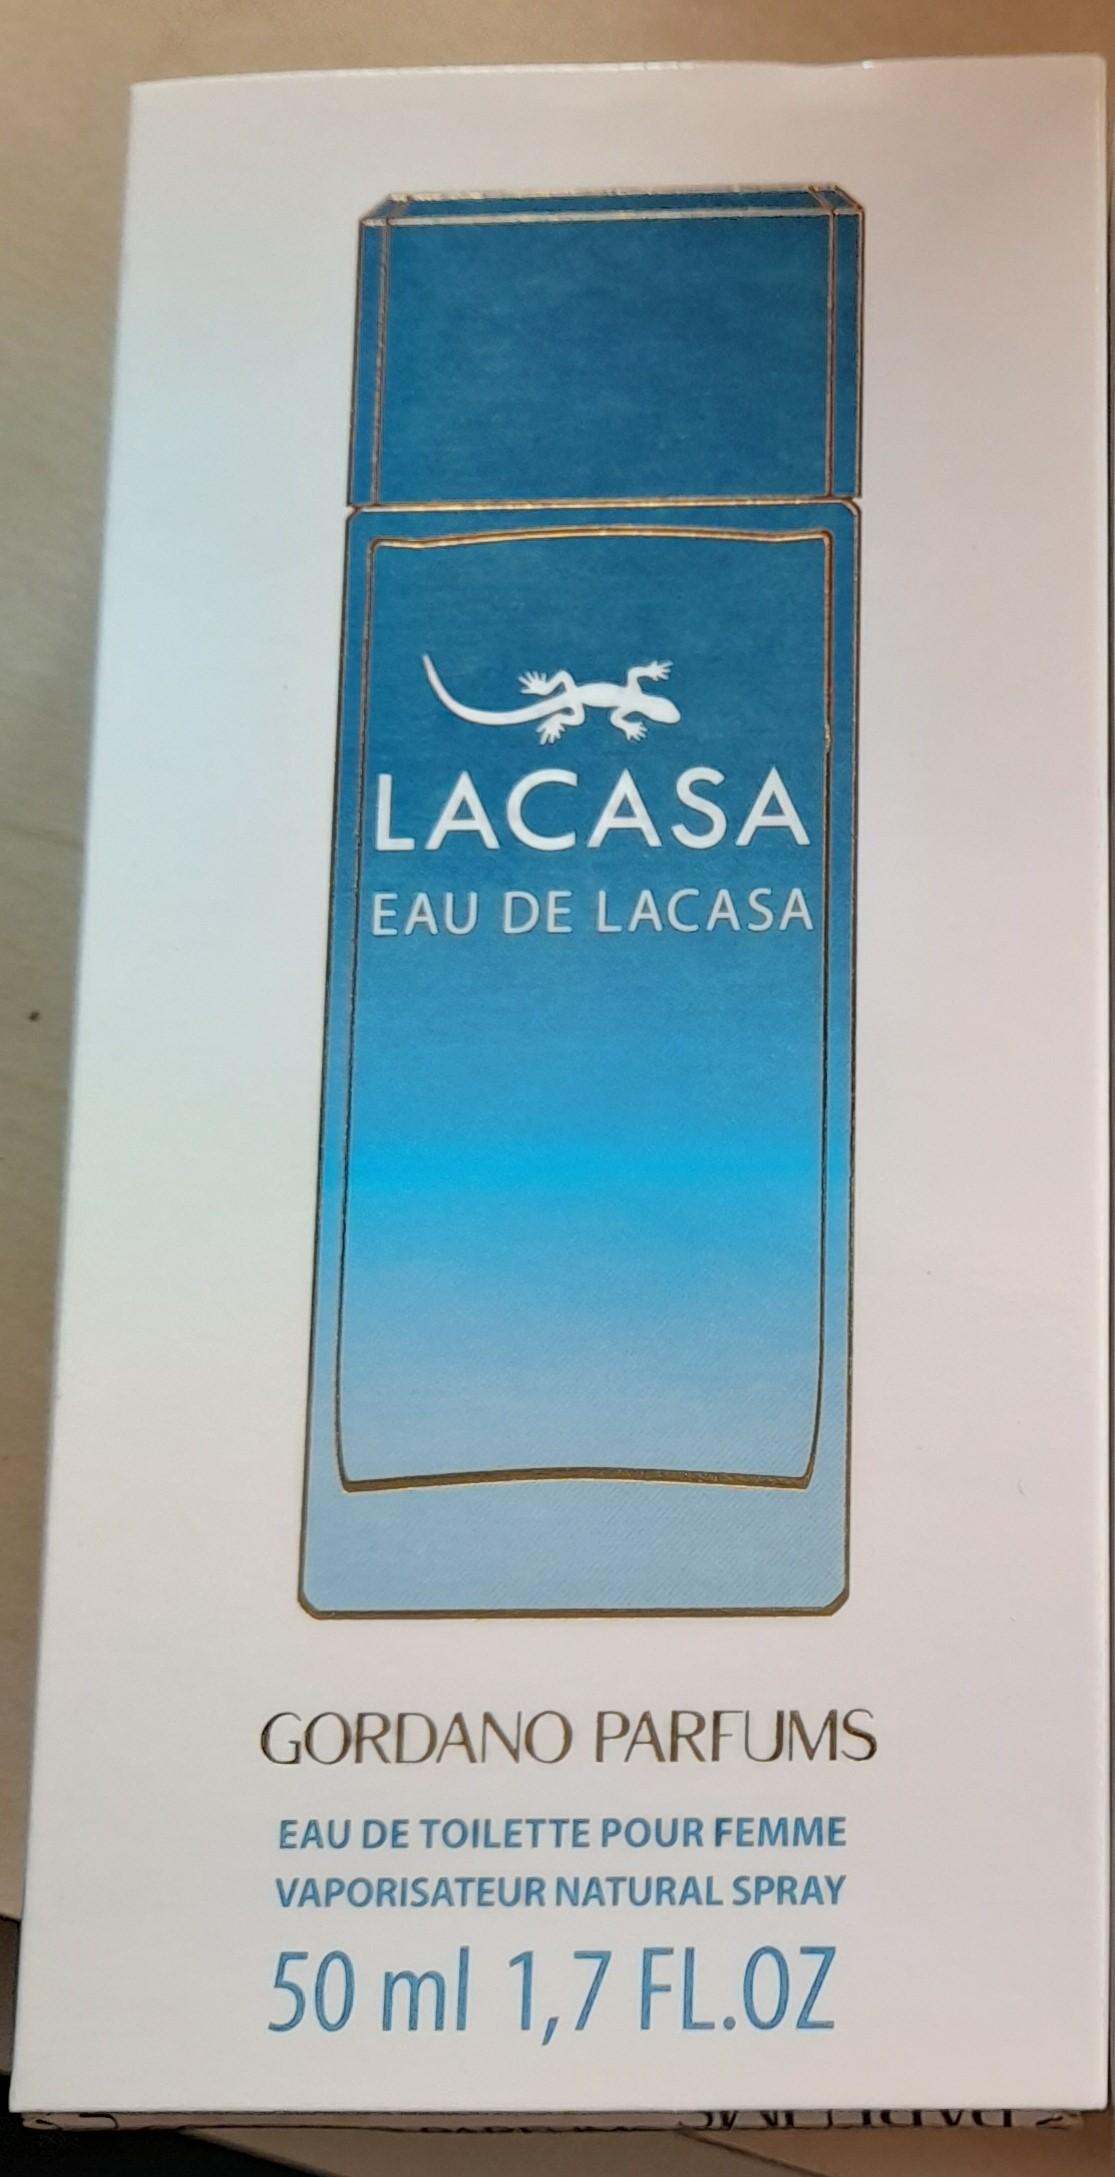 LACASA
EAU DE LACASA
GORDANO PARFUMS
EAU DE TOILETTE POUR FEMME
VAPORISATEUR NATURAL SPRAY
50 ml 1,7 FL.OZ